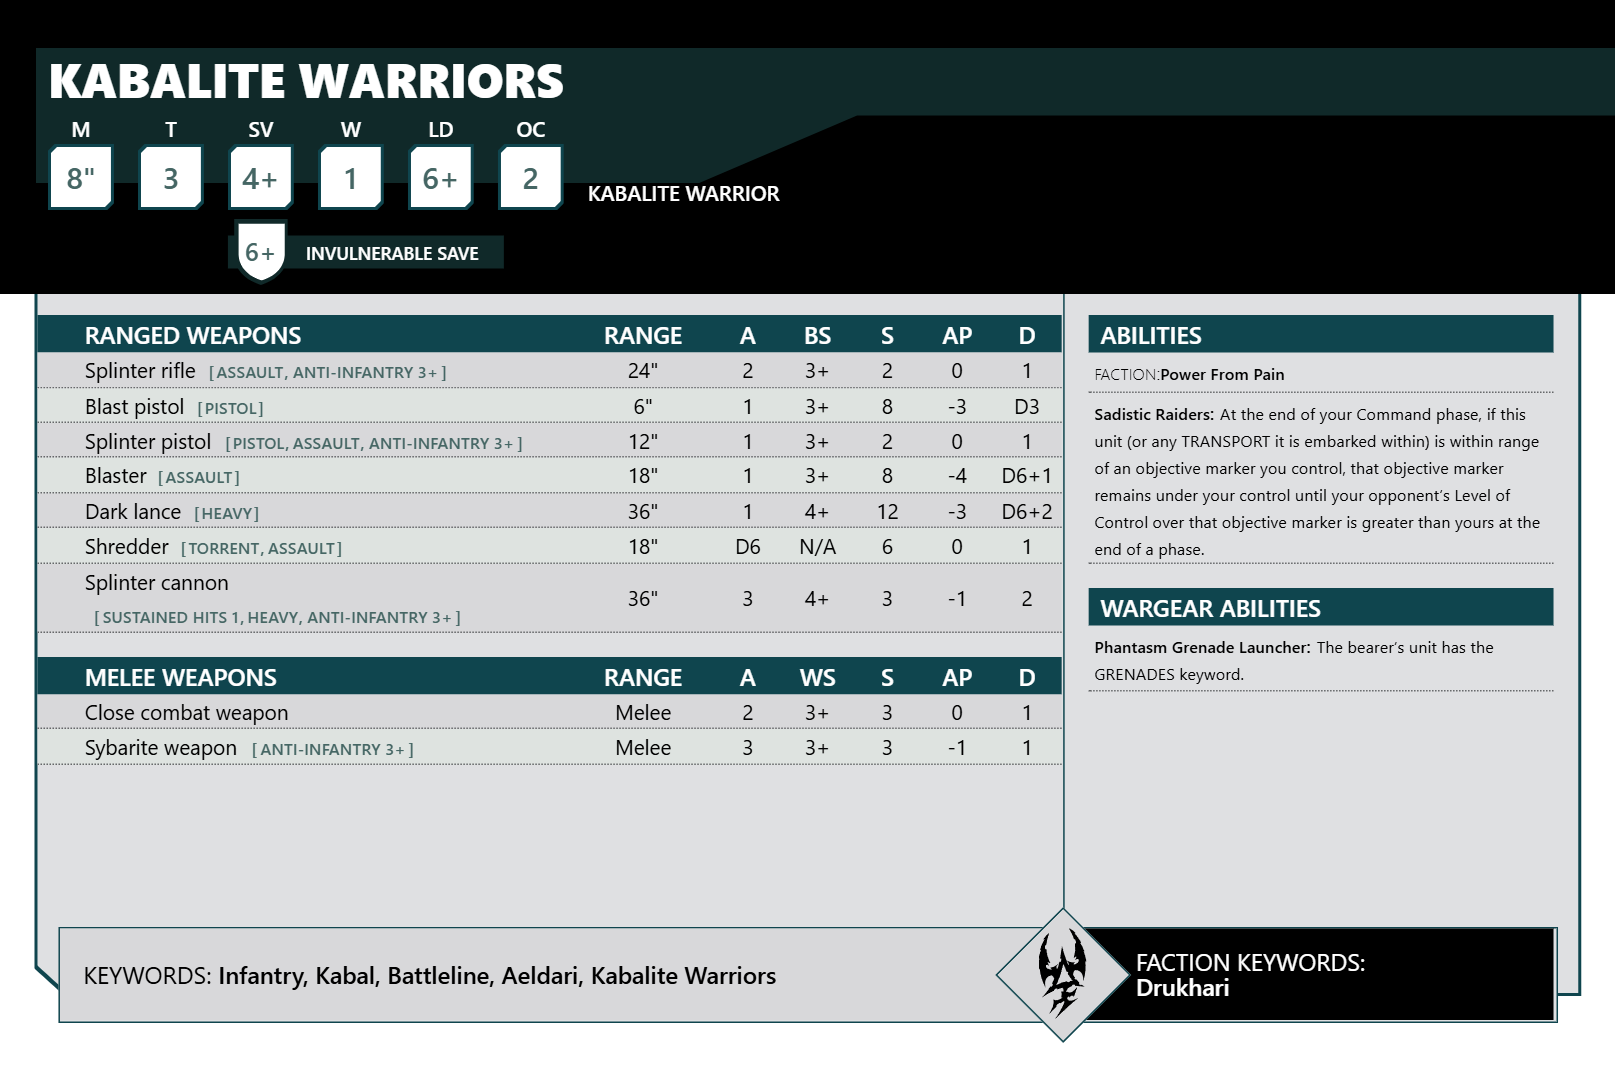 KABALITE WARRIORS
M T SV W LD OC
8" 3 4+ 1 6+ 2 KABALITE WARRIOR
6+ INVULNERABLE SAVE
RANGED WEAPONS RANGE A BS S AP D
Splinter rifle [ASSAULT, ANTI-INFANTRY 3+] 24" 2 3+ 2 0 1
Blast pistol [PISTOL] 6" 1 3+ 8 -3 D3
Splinter pistol [PISTOL, ASSAULT, ANTI-INFANTRY 3+] 12" 1 3+ 2 0 1
Blaster [ASSAULT] 18" 1 3+ 8 -4 D6+1
Dark lance [HEAVY] 36" 1 4+ 12 -3 D6+2
Shredder [TORRENT, ASSAULT] 18" D6 N/A 6 0 1
Splinter cannon 36" 3 4+ 3 -1 2
[SUSTAINED HITS 1, HEAVY, ANTI-INFANTRY 3+]
MELEE WEAPONS RANGE A WS S AP D
Close combat weapon Melee 2 3+ 3 0 1
Sybarite weapon [ANTI-INFANTRY 3+] Melee 3 3+ 3 -1 1
ABILITIES
FACTION:Power From Pain
Sadistic Raiders: At the end of your Command phase, if this
unit (or any TRANSPORT it is embarked within) is within range
of an objective marker you control, that objective marker
remains under your control until your opponent's Level of
Control over that objective marker is greater than yours at the
end of a phase.
WARGEAR ABILITIES
Phantasm Grenade Launcher: The bearer's unit has the
GRENADES keyword.
KEYWORDS: Infantry, Kabal, Battleline, Aeldari, Kabalite Warriors
FACTION KEYWORDS:
Drukhari